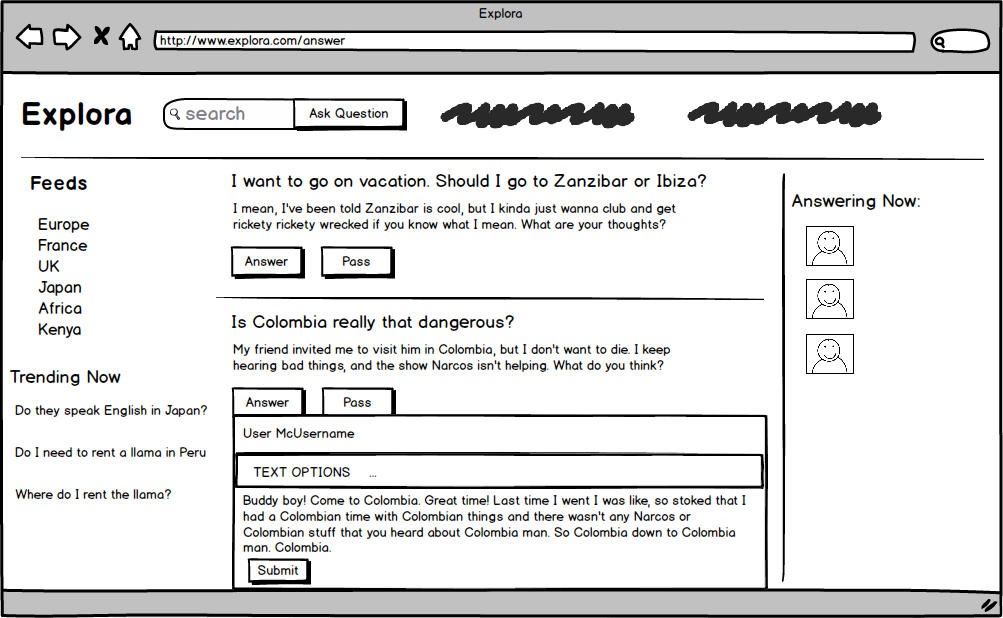 Explora
http://www.explora.com/answer
Explora
search
Ask Question
Feeds
Europe
France
UK
Japan
Africa
Kenya
Trending Now
Do they speak English in Japan?
Do I need to rent a llama in Peru
Where do I rent the llama?
I want to go on vacation. Should I go to Zanzibar or Ibiza?
I mean, I've been told Zanzibar is cool, but I kinda just wanna club and get
rickety rickety wrecked if you know what I mean. What are your thoughts?
Answer
Pass
Is Colombia really that dangerous?
My friend invited me to visit him in Colombia, but I don't want to die. I keep
hearing bad things, and the show Narcos isn't helping. What do you think?
Answer
Pass
User McUsername
TEXT OPTIONS ...
Buddy boy! Come to Colombia. Great time! Last time I went I was like, so stoked that I
had a Colombian time with Colombian things and there wasn't any Narcos or
Colombian stuff that you heard about Colombia man. So Colombia down to Colombia
man. Colombia.
Submit
Answering Now: